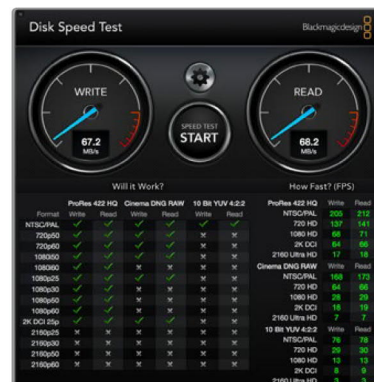 Disk Speed Test
Blackmagicdesign
WRITE
67.2
MB/s
SPEED TEST
START
READ
68.2
MB/s
Will it Work?
How Fast? (FPS)
ProRes 422 HQ Cinema DNG RAW 10 Bit YUV 4:2:2
Format Write Read Write Read Write Read
NTSC/PAL
720p50
720p60
1080i50
1080i60
1080p25
1080p30
1080p50
1080p60
2K DCI 25p
2160p25
2160p30
2160p50
2160p60
ProRes 422 HQ Write Read
NTSC/PAL 205 212
720 HD 137 141
1080 HD 68 71
2K DCI 64 66
2160 Ultra HD 17 18
Cinema DNG RAW Write Read
NTSC/PAL 168 173
720 HD 64 66
1080 HD 28 29
2K DCI 18 19
2160 Ultra HD 7 7
10 Bit YUV 4:2:2 Write Read
NTSC/PAL 76 78
720 HD 29 30
1080 HD 13 13
2K DCI 8 9